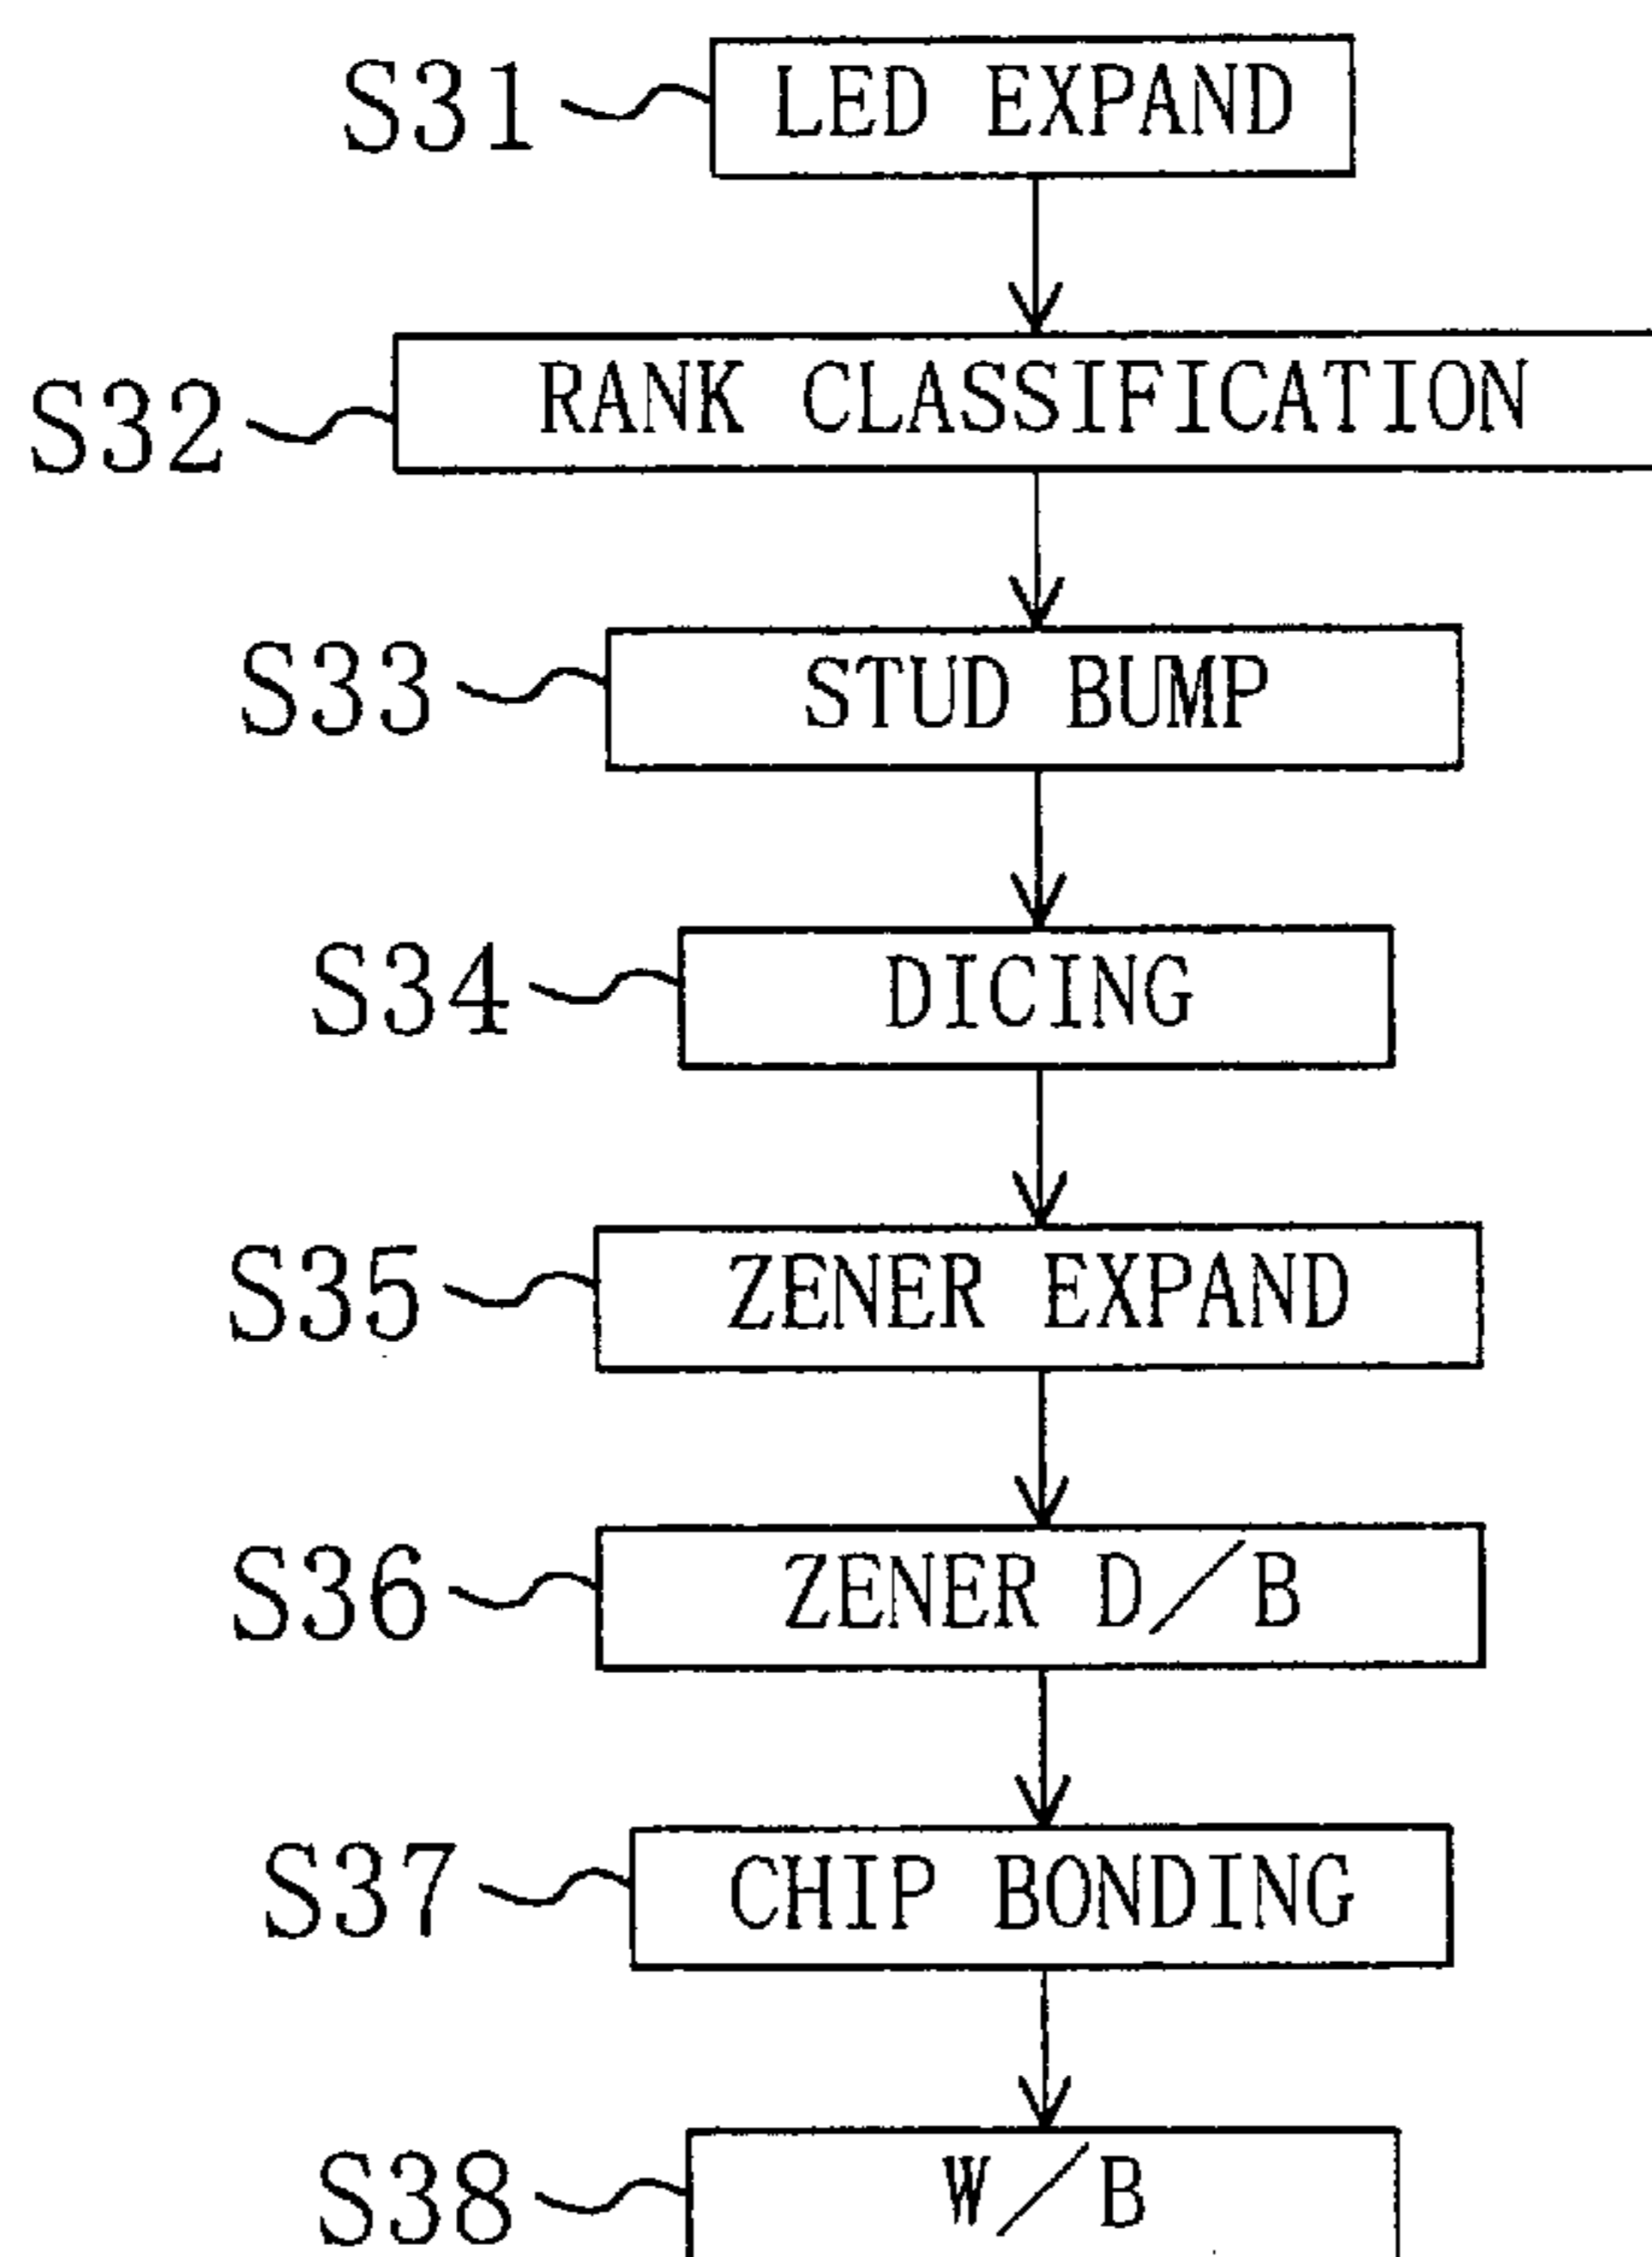 S31 LED EXPAND
S32 RANK CLASSIFICATION
S33 STUD BUMP
S34 DICING
S35 ZENER EXPAND
S36 ZENER D/B
S37 CHIP BONDING
S38 W/B